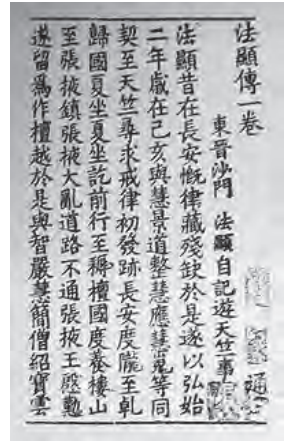 法顯傳一卷
東晉沙門 法顯自記遊天竺事
法顯昔在長安慨律藏殘缺於是遂以弘始
二年歲在己亥與慧景道整慧應慧嵬等同
契至天竺尋求戒律初發跡長安度隴至乹
歸國夏坐夏坐訖前行至褥檀國度養樓山
至張掖鎮張掖大亂道路不通張掖王慇懃
遂留爲作檀越於是與智嚴慧簡僧紹寶雲
通